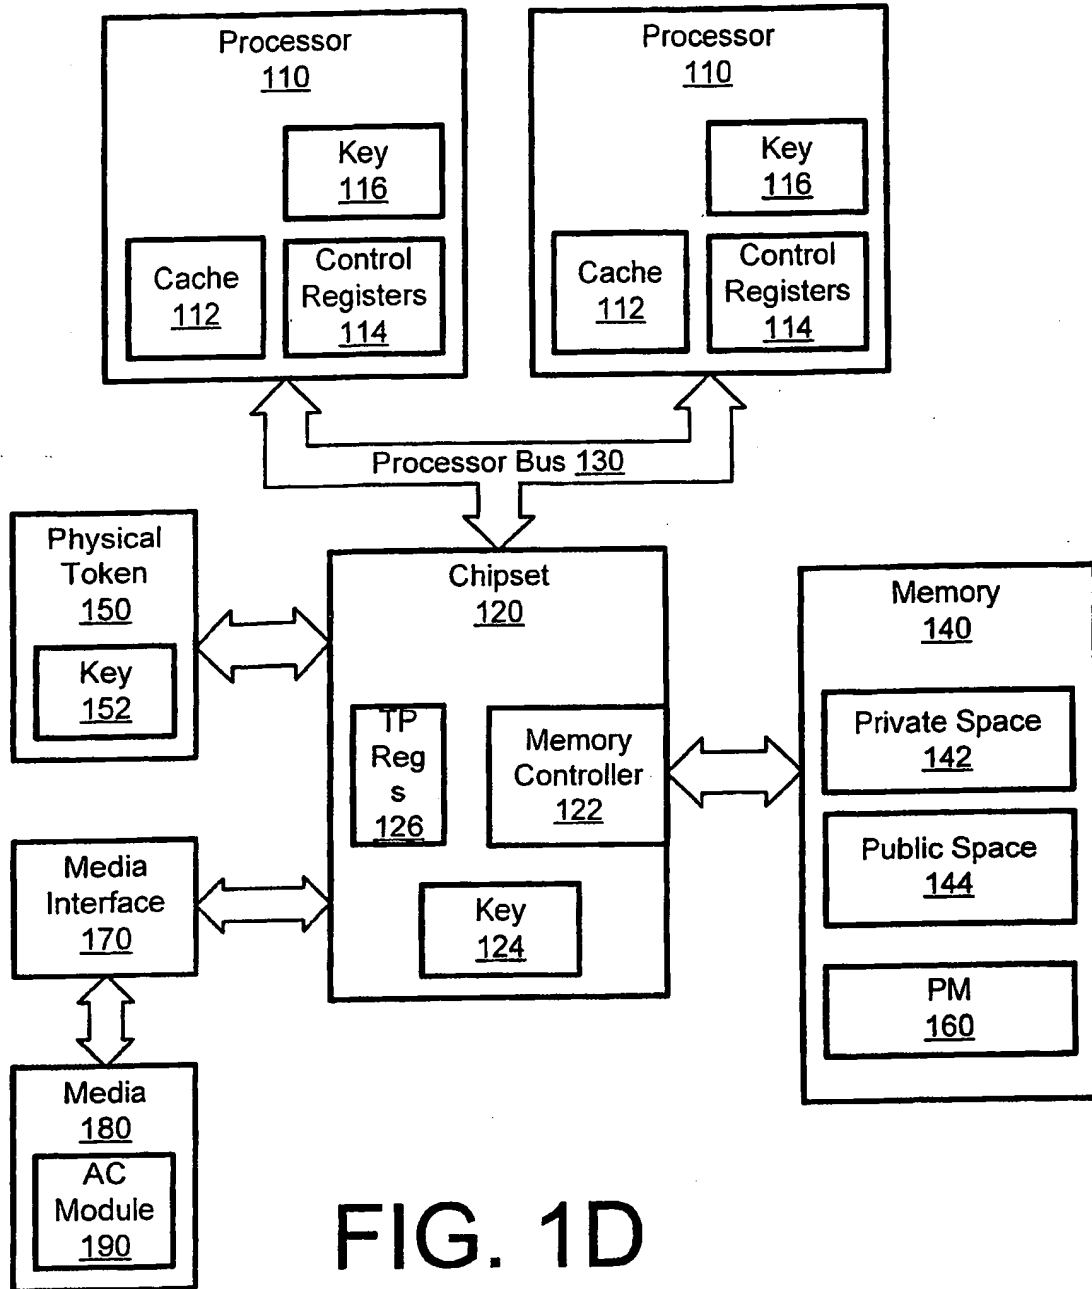 Processor
110
Key
116
Cache
112
Control
Registers
114
Processor
110
Key
116
Cache
112
Control
Registers
114
Processor Bus 130
Physical
Token
150
Key
152
Chipset
120
TP
Reg
s
126
Memory
Controller
122
Key
124
Memory
140
Private Space
142
Public Space
144
PM
160
Media
Interface
170
Media
180
AC
Module
190
FIG. 1D